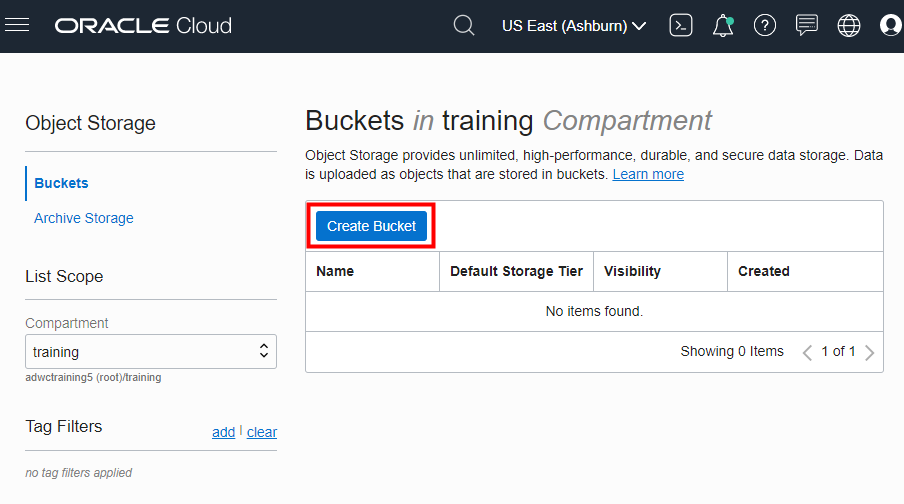 ORACLE Cloud
US East (Ashburn)
Object Storage
Buckets
Archive Storage
List Scope
Compartment
training
adwctraining5 (root)/training
Tag Filters
add | clear
no tag filters applied
Buckets in training Compartment
Object Storage provides unlimited, high-performance, durable, and secure data storage. Data
is uploaded as objects that are stored in buckets. Learn more
Create Bucket
Name Default Storage Tier Visibility Created
No items found.
Showing 0 Items < 1 of 1 >